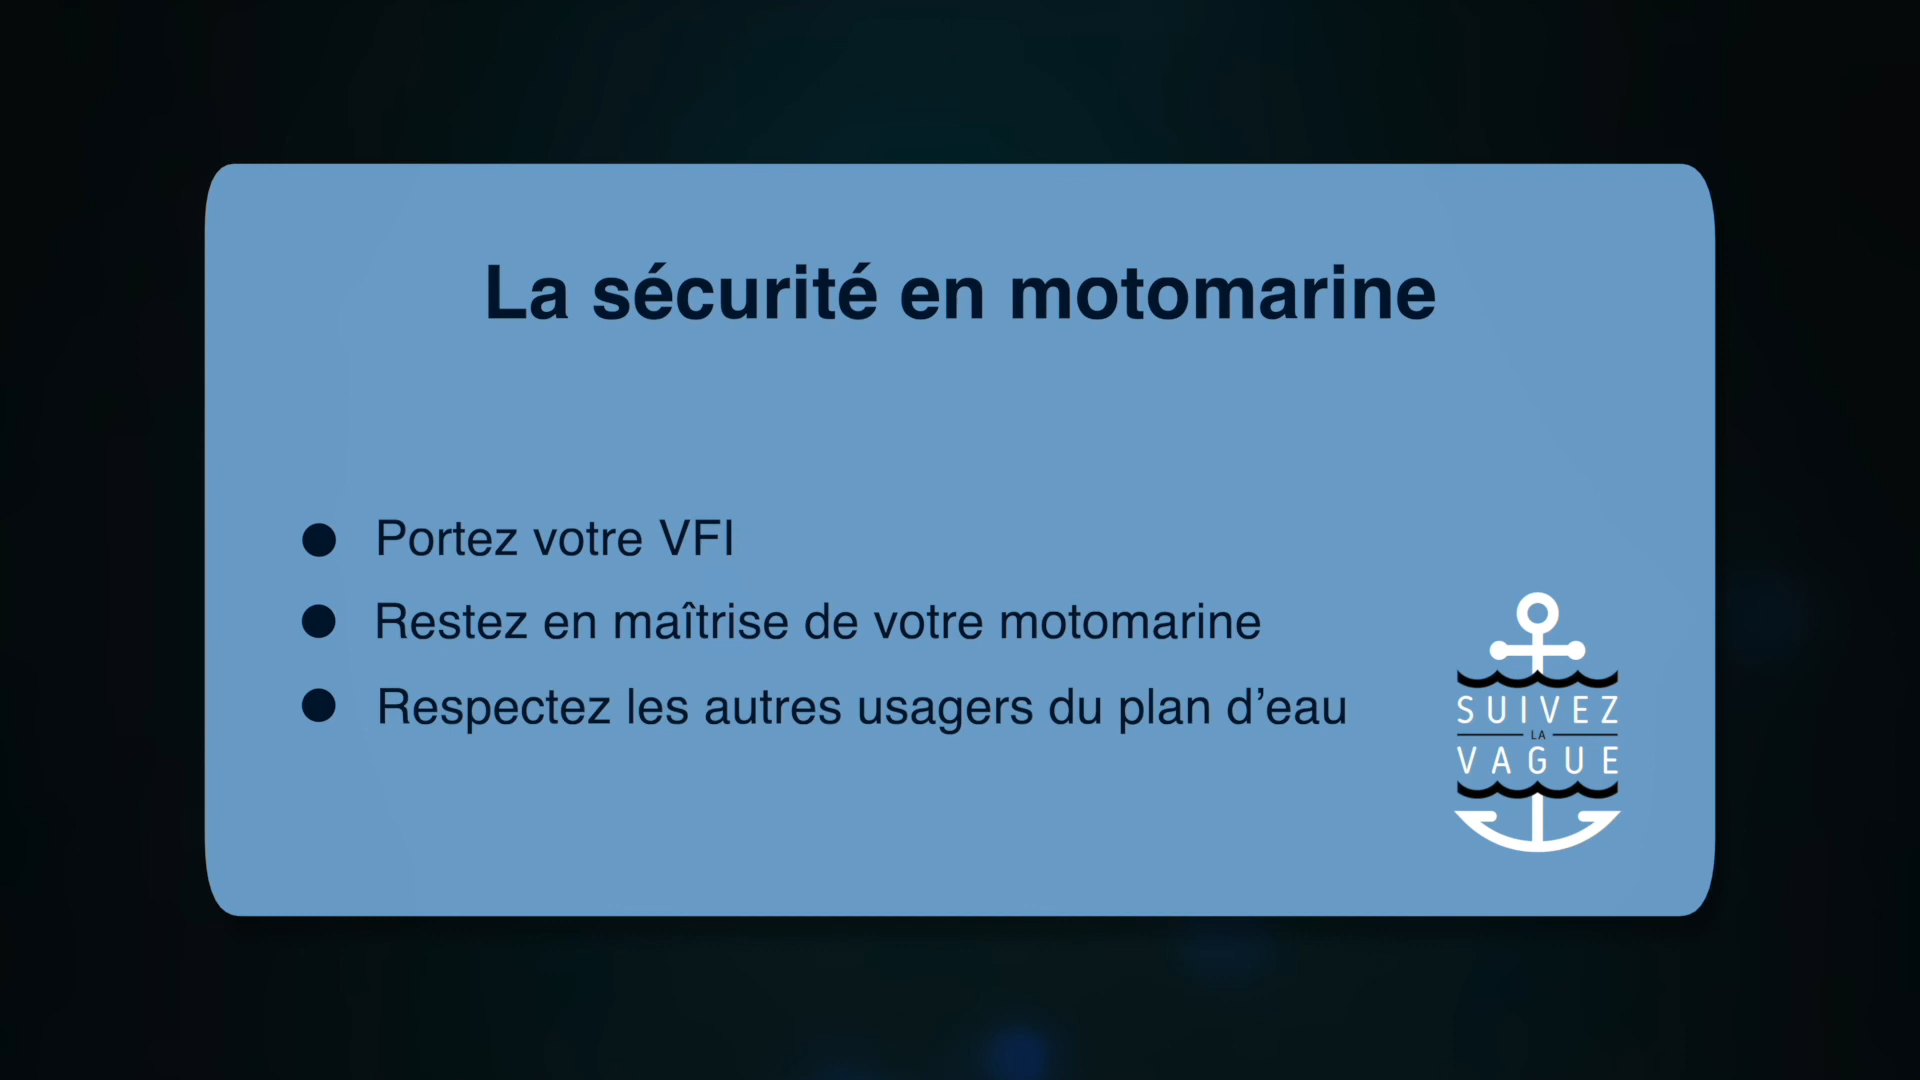 La sécurité en motomarine
Portez votre VFI
Restez en maîtrise de votre motomarine
Respectez les autres usagers du plan d’eau
SUIVEZ
LA
VAGUE